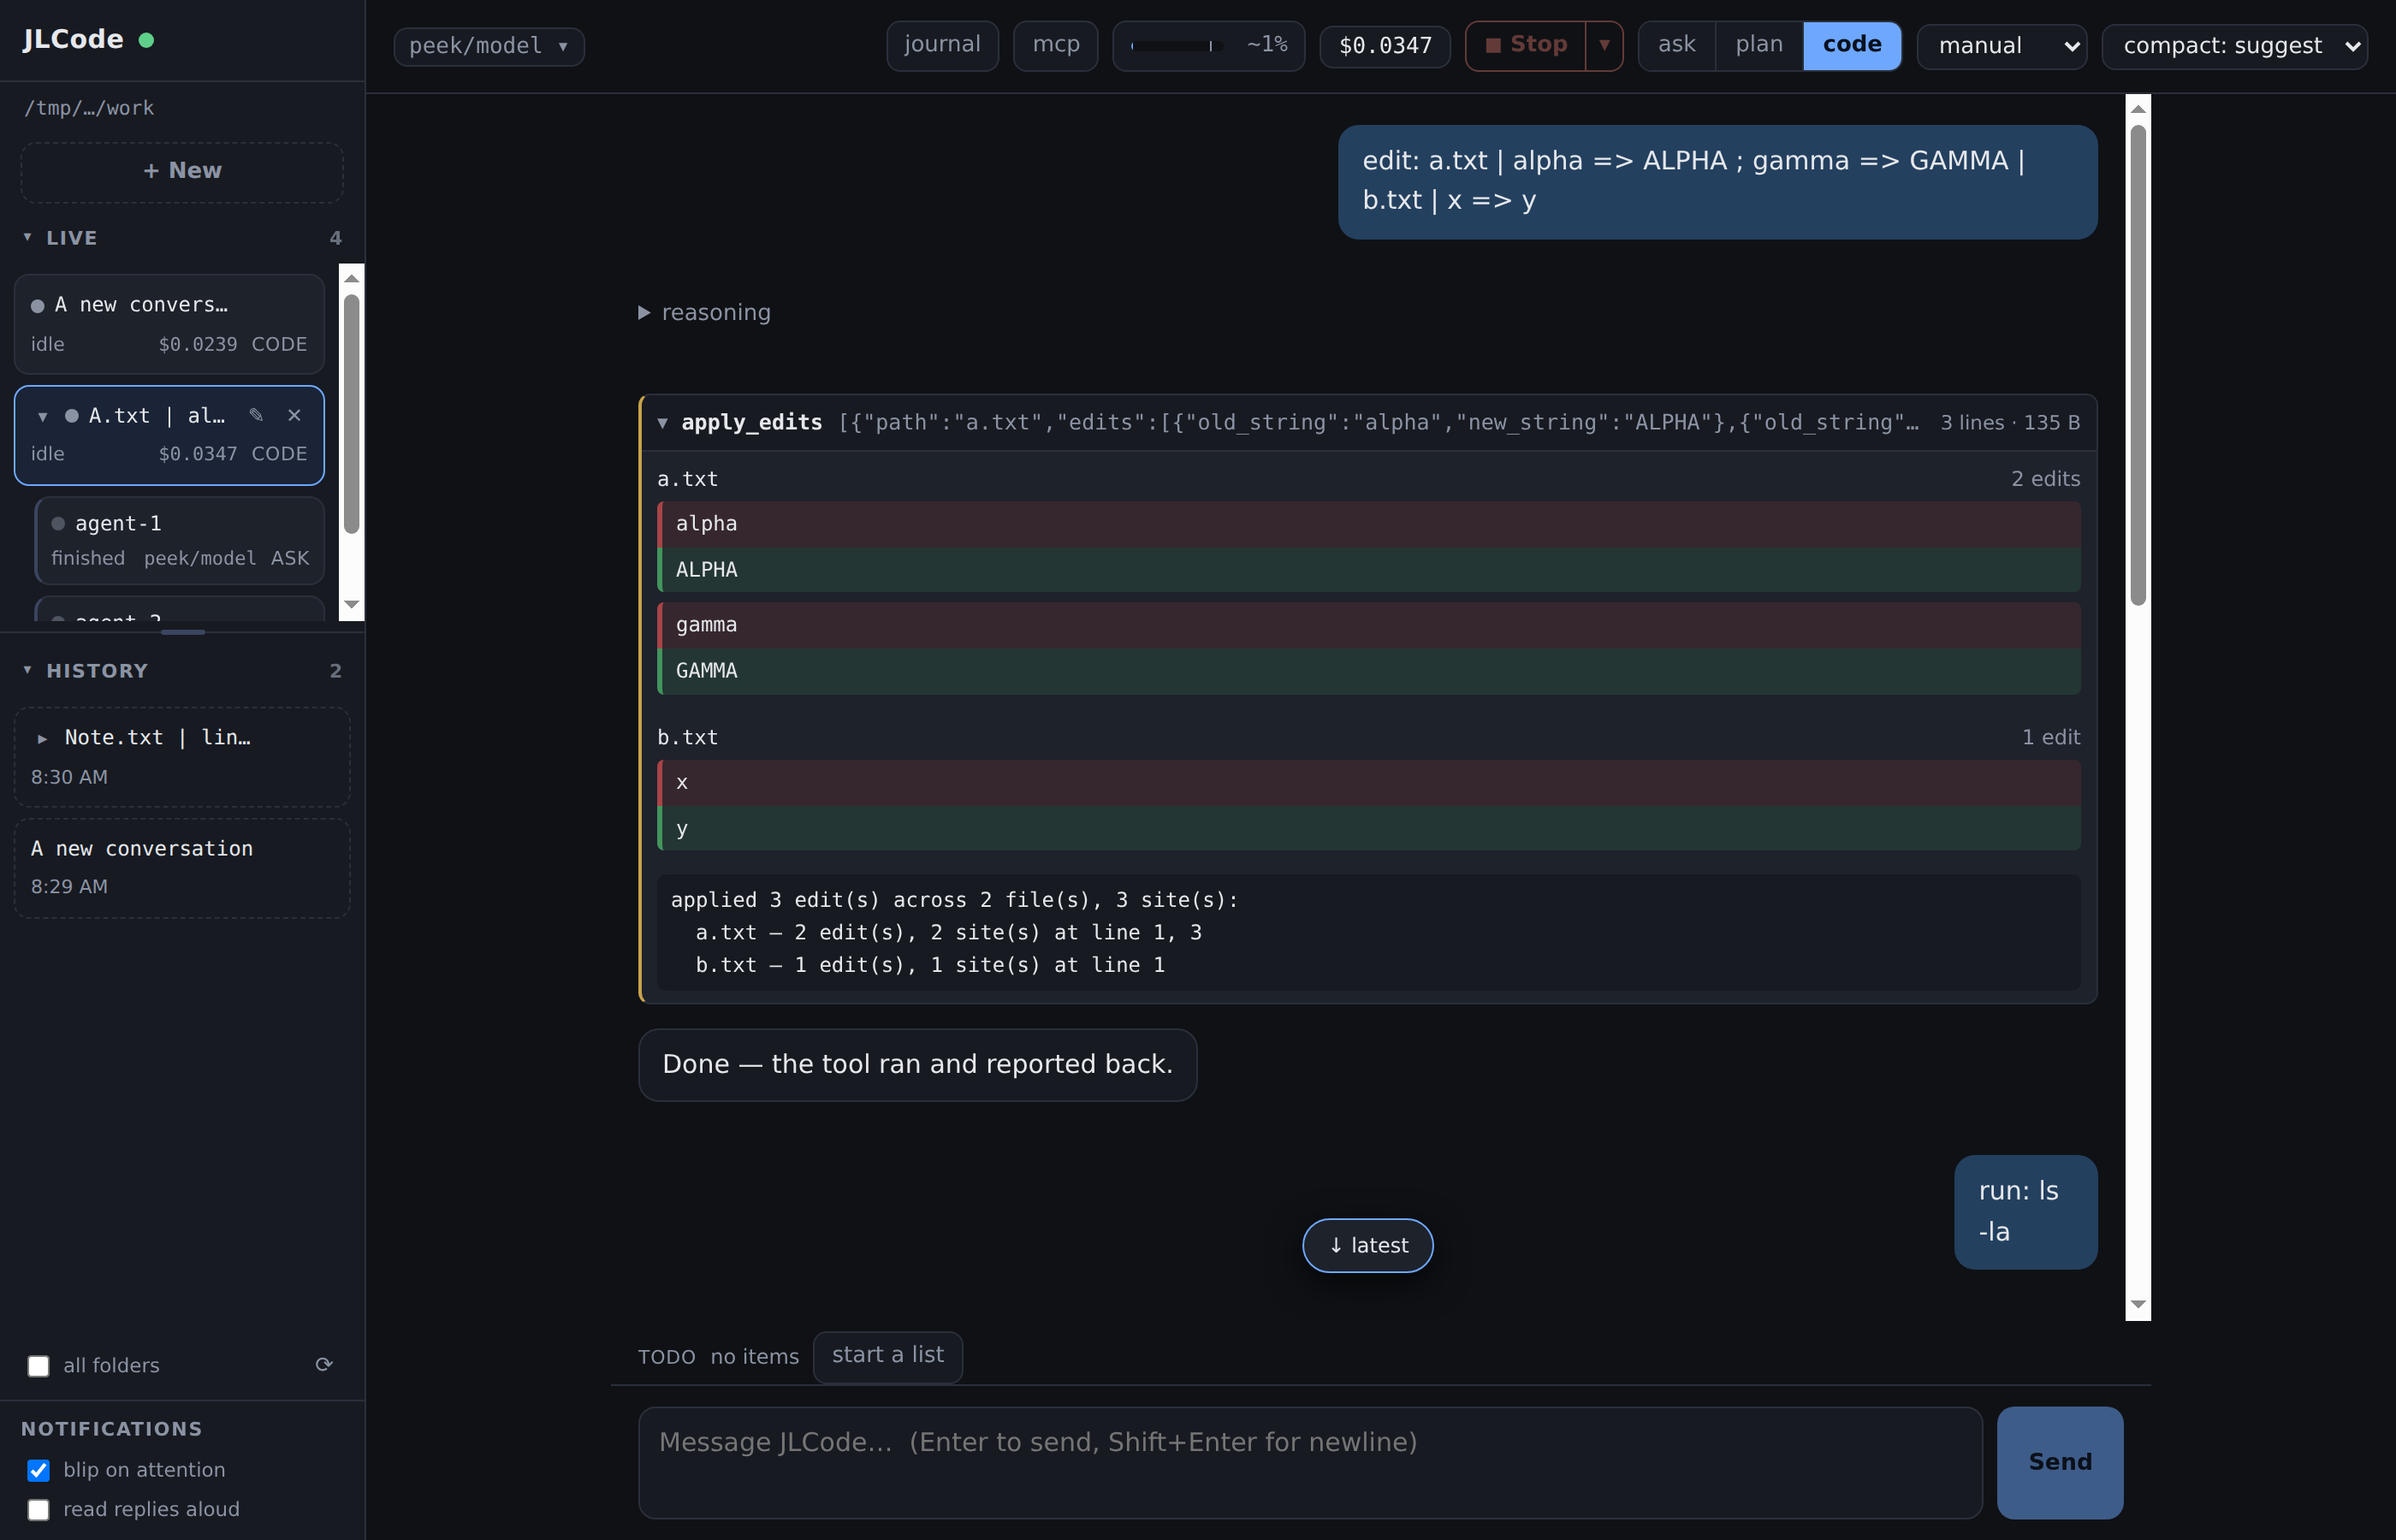 JLCode
/tmp/…/work
+ New
▼ LIVE 4
A new convers…
idle $0.0239 CODE
▼ A.txt | al… ✎ ✕
idle $0.0347 CODE
agent-1
finished peek/model ASK
▼ HISTORY 2
▶ Note.txt | lin…
8:30 AM
A new conversation
8:29 AM
all folders ⟳
NOTIFICATIONS
blip on attention
read replies aloud
peek/model ▼
journal
mcp
~1%
$0.0347
■ Stop ▼
ask
plan
code
manual
compact: suggest
edit: a.txt | alpha => ALPHA ; gamma => GAMMA |
b.txt | x => y
▶ reasoning
▼ apply_edits [{"path":"a.txt","edits":[{"old_string":"alpha","new_string":"ALPHA"},{"old_string"… 3 lines · 135 B
a.txt 2 edits
alpha
ALPHA
gamma
GAMMA
b.txt 1 edit
x
y
applied 3 edit(s) across 2 file(s), 3 site(s):
a.txt — 2 edit(s), 2 site(s) at line 1, 3
b.txt — 1 edit(s), 1 site(s) at line 1
Done — the tool ran and reported back.
run: ls
-la
↓ latest
TODO no items start a list
Message JLCode… (Enter to send, Shift+Enter for newline)
Send